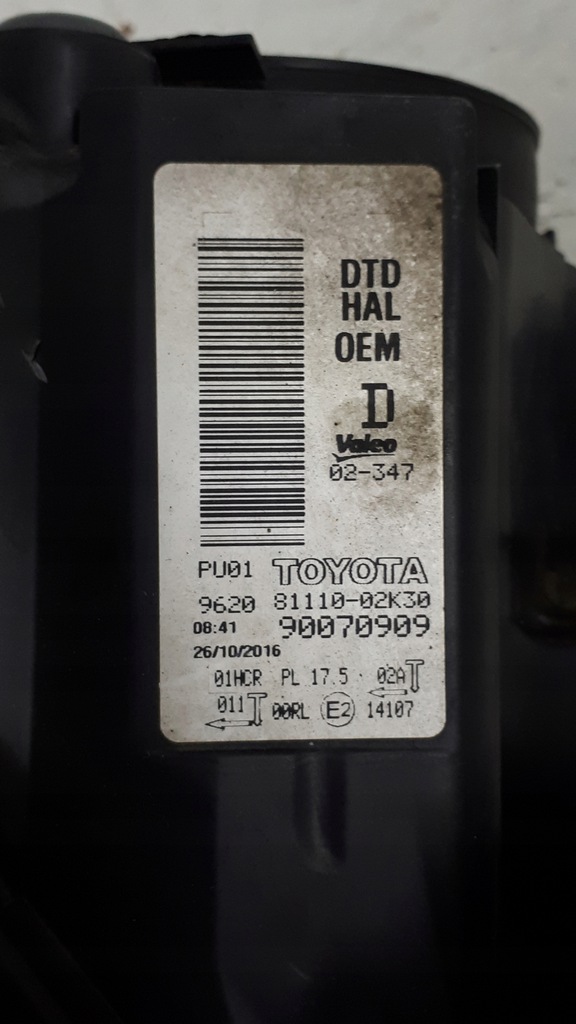 DTD
HAL
OEM
D
Valeo
02-347
PU01 TOYOTA
9620 81110-02K30
08:41 90070909
26/10/2016
01HCR PL 17.5 02A
011 00RL E2 14107